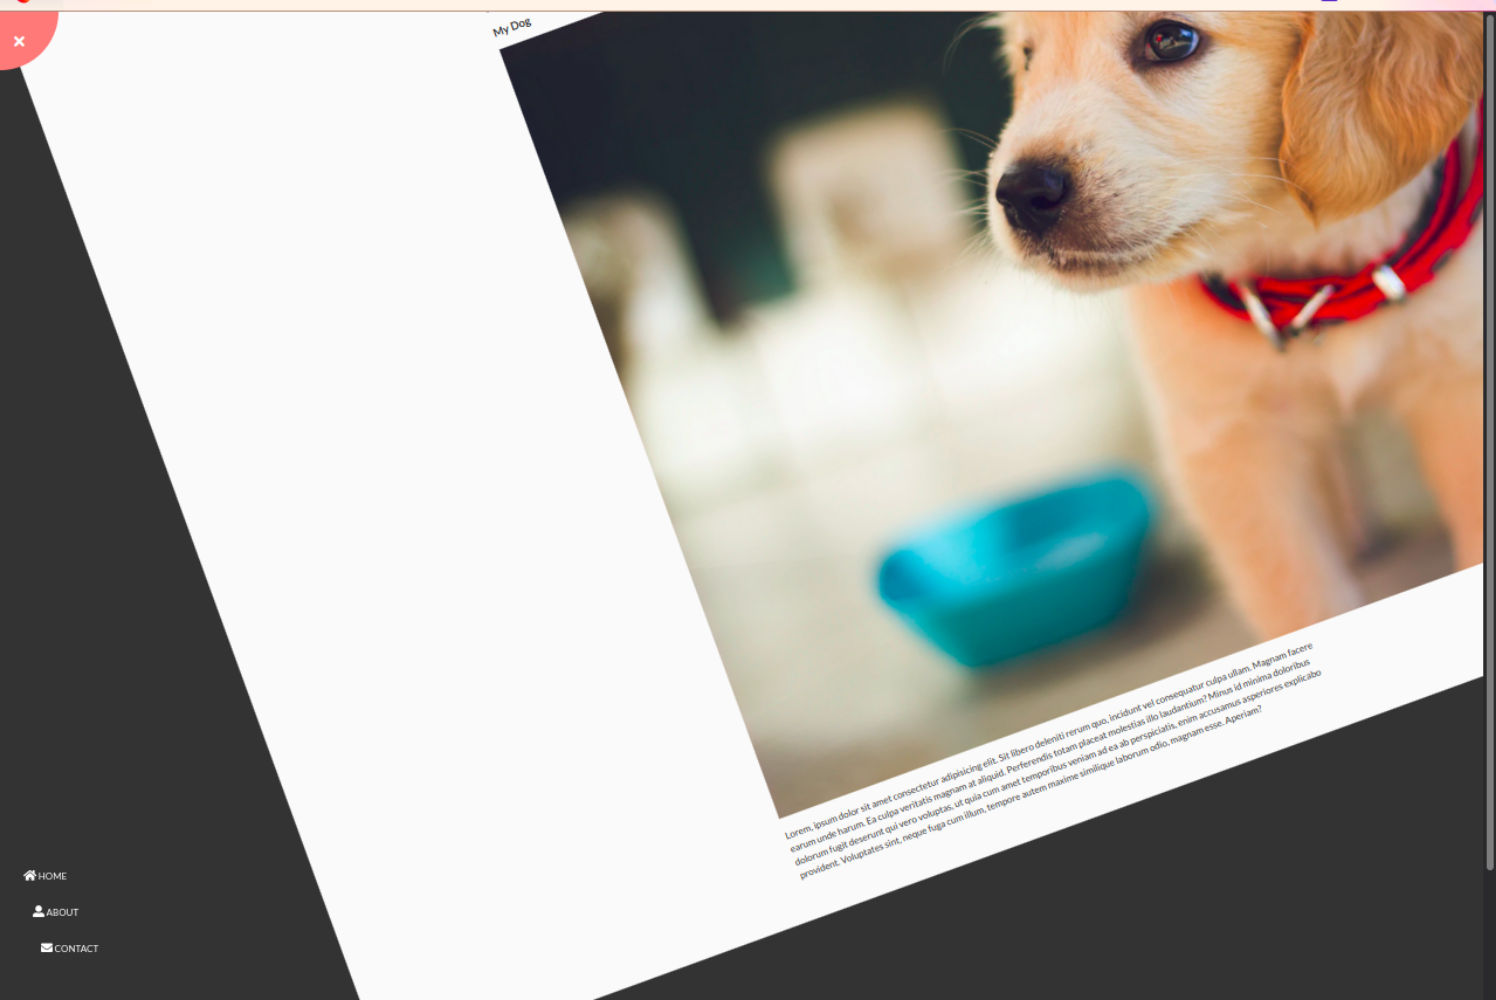 My Dog
Lorem, ipsum dolor sit amet consectetur adipisicing elit. Sit libero deleniti rerum quo, incidunt vel consequatur culpa ullam. Magnam facere
earum unde harum. Ea culpa veritatis magnam at aliquid. Perferendis totam placeat molestias illo laudantium? Minus id minima doloribus
dolorum fugit deserunt qui vero voluptas, ut quia cum amet temporibus veniam ad ea ab perspiciatis, enim accusamus asperiores explicabo
provident. Voluptates sint, neque fuga cum illum, tempore autem maxime similique laborum odio, magnam esse. Aperiam?
HOME
ABOUT
CONTACT